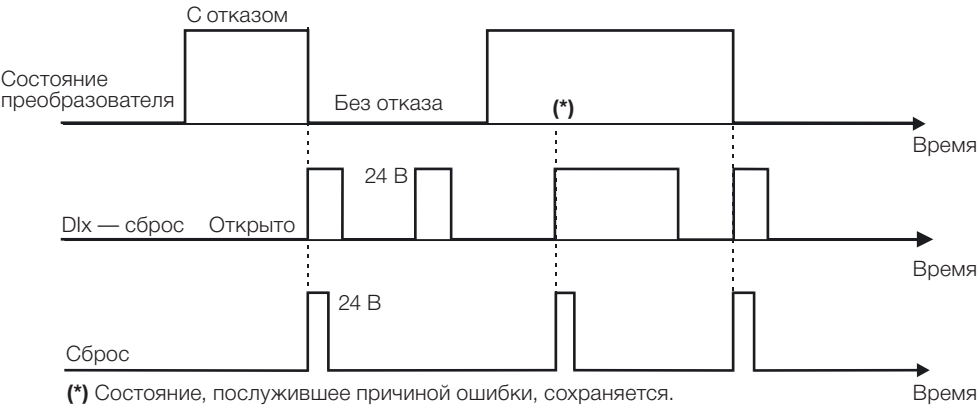 С отказом
Состояние
преобразователя
Без отказа
(*)
Время
24 В
DIx — сброс
Открыто
Время
24 В
Сброс
(*) Состояние, послужившее причиной ошибки, сохраняется.
Время